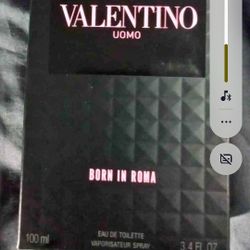 VALENTINO
UOMO
BORN IN ROMA
EAU DE TOILETTE
VAPORISATEUR SPRAY
100 ml
3.4 FL OZ